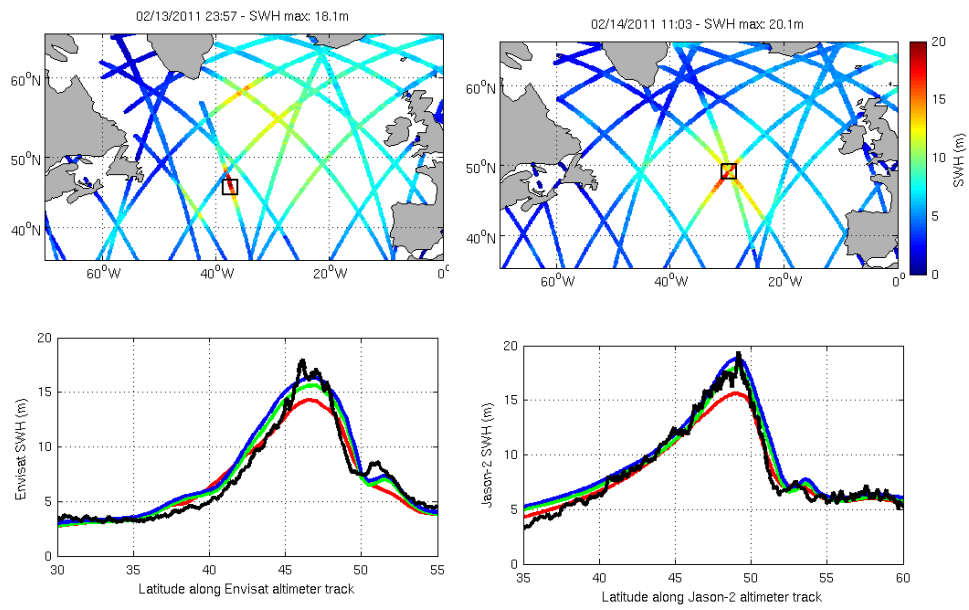 02/13/2011 23:57 - SWH max: 18.1m
60°N
50°N
40°N
60°W
40°W
20°W
0°
02/14/2011 11:03 - SWH max: 20.1m
60°N
50°N
40°N
60°W
40°W
20°W
0°
20
15
10
5
0
SWH (m)
20
15
10
5
0
Envisat SWH (m)
30
35
40
45
50
55
Latitude along Envisat altimeter track
20
15
10
5
0
Jason-2 SWH (m)
35
40
45
50
55
60
Latitude along Jason-2 altimeter track